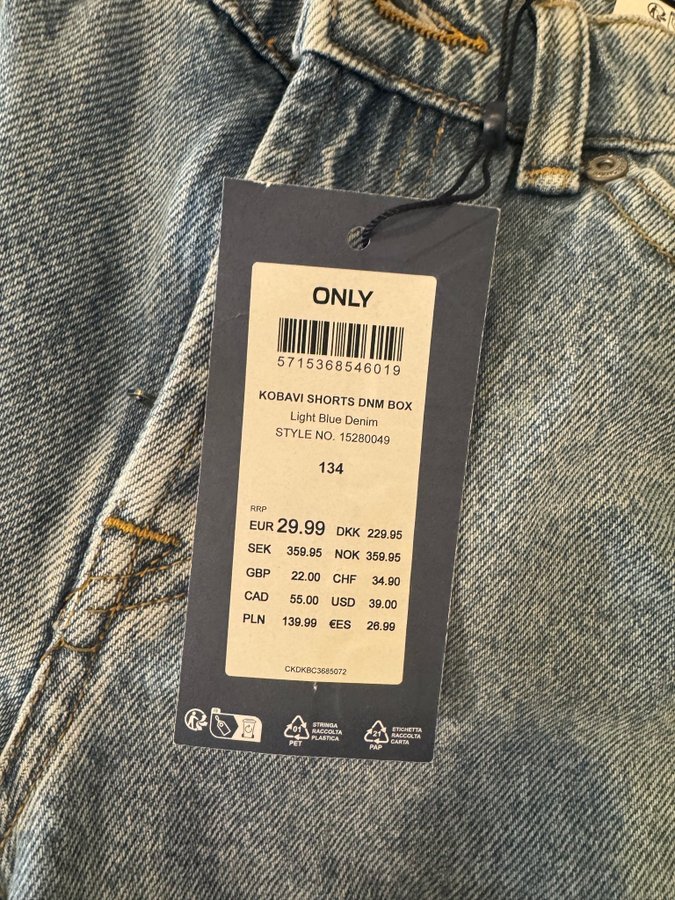 ONLY
5715368546019
KOBAVI SHORTS DNM BOX
Light Blue Denim
STYLE NO. 15280049
134
RRP
EUR 29.99 DKK 229.95
SEK 359.95 NOK 359.95
GBP 22.00 CHF 34.90
CAD 55.00 USD 39.00
PLN 139.99 €ES 26.99
CKDKBC3685072
01
PET
STRINGA
RACCOLTA
PLASTICA
21
PAP
ETICHETTA
RACCOLTA
CARTA